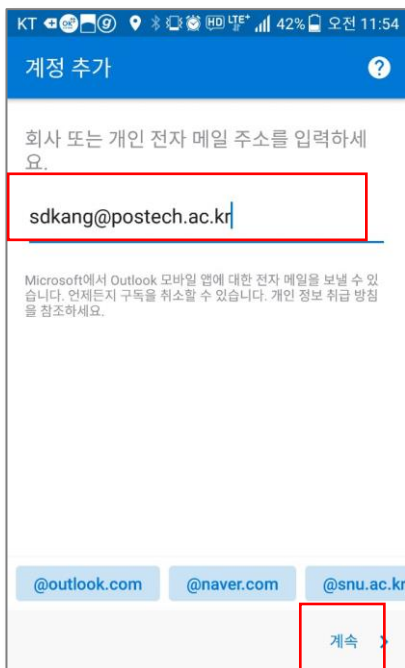 KT HD LTE+ 42% 오전 11:54
계정 추가
?
회사 또는 개인 전자 메일 주소를 입력하세
요.
sdkang@postech.ac.kr
Microsoft에서 Outlook 모바일 앱에 대한 전자 메일을 보낼 수 있
습니다. 언제든지 구독을 취소할 수 있습니다. 개인 정보 취급 방침
을 참조하세요.
@outlook.com @naver.com @snu.ac.kr
계속